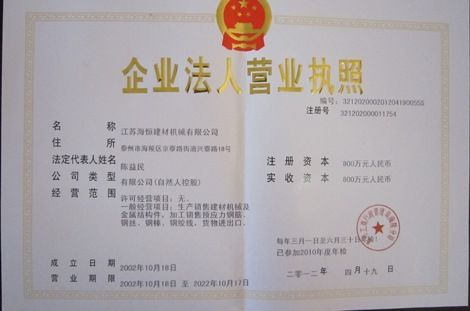 企业法人营业执照
编号：321202000201204190055S
注册号 321202000011754
名 称 江苏海恒建材机械有限公司
住 所 泰州市海陵区京泰路街道兴泰路18号
法定代表人姓名 陈益民
注册资本 800万元人民币
公司类型 有限公司(自然人控股)
实收资本 800万元人民币
经营范围 许可经营项目：无。
一般经营项目：生产销售建材机械及
金属结构件，加工销售预应力钢筋、
钢丝、钢棒、钢绞线，货物进出口。
每年三月一日至六月三十日年检！
已参加2010年度年检
成立日期 2002年10月18日
二〇一二年 四月十九日
营业期限 2002年10月18日 至 2022年10月17日